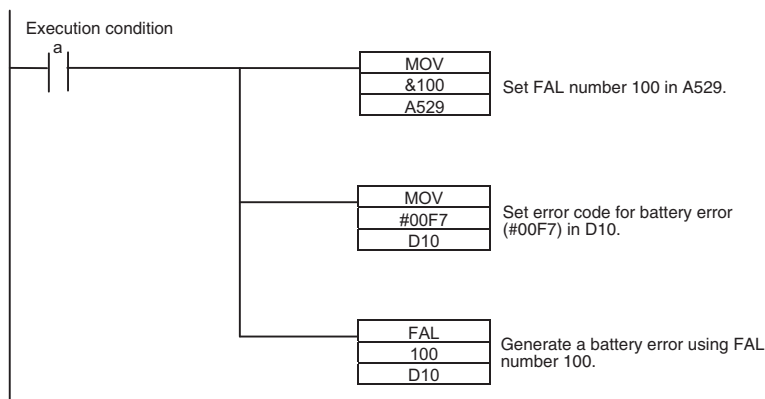 Execution condition
a
MOV
&100
A529
Set FAL number 100 in A529.
MOV
#00F7
D10
Set error code for battery error
(#00F7) in D10.
FAL
100
D10
Generate a battery error using FAL
number 100.